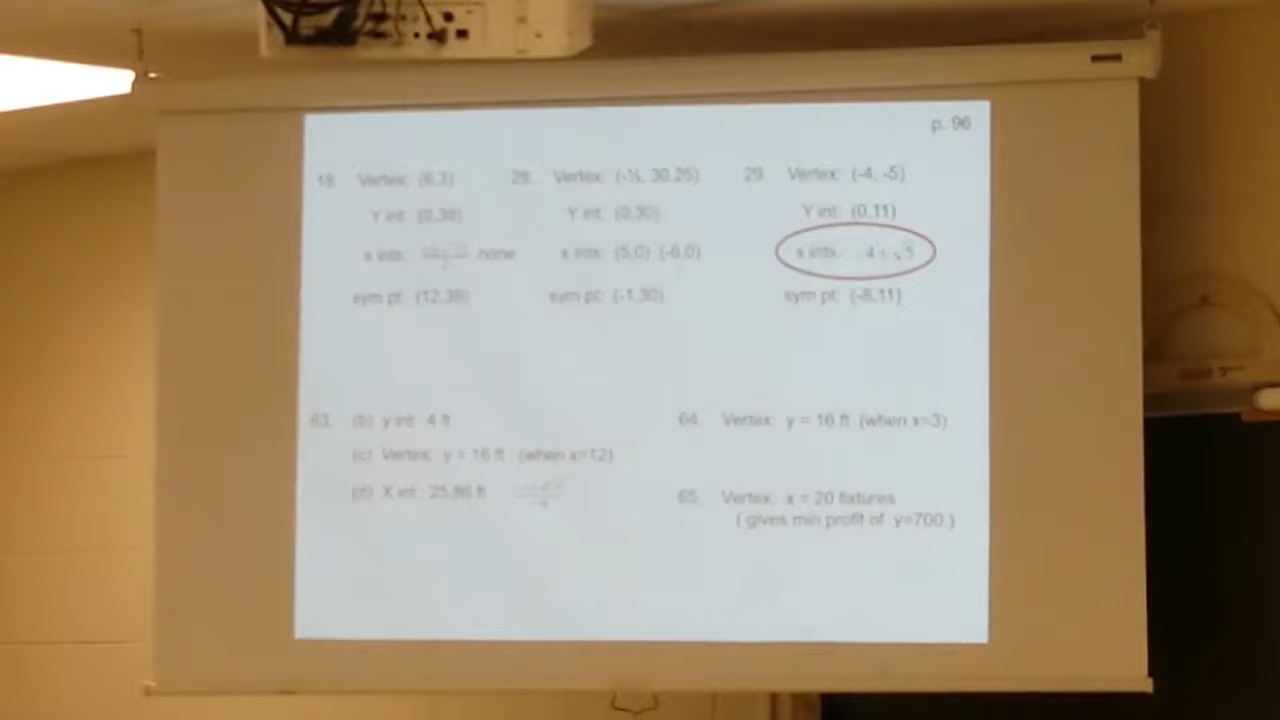 p. 96
18. Vertex: (6,3)
Y int: (0,39)
x ints: none
sym pt: (12,39)
28. Vertex: (-½, 30.25)
Y int: (0,30)
x ints: (5,0) (-6,0)
sym pt: (-1,30)
29. Vertex: (-4, -5)
Y int: (0,11)
x ints: -4 ± √5
sym pt: (-8,11)
63. (b) y int: 4 ft
(c) Vertex: y = 16 ft (when x=12)
(d) X int: 25.86 ft
64. Vertex: y = 16 ft (when x=3)
65. Vertex: x = 20 fixtures
( gives min profit of y=700 )